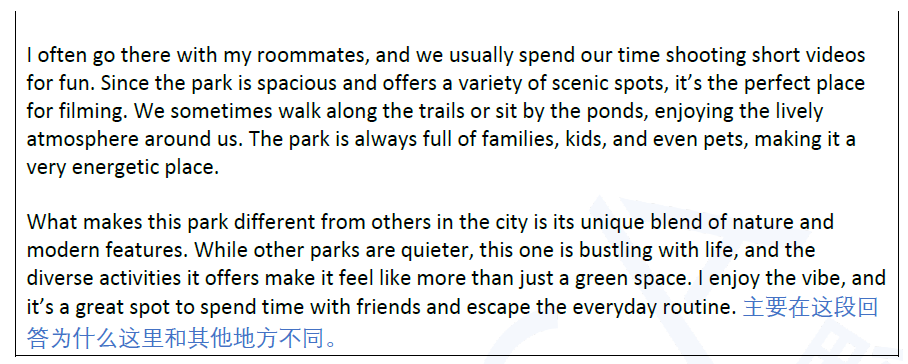 I often go there with my roommates, and we usually spend our time shooting short videos
for fun. Since the park is spacious and offers a variety of scenic spots, it’s the perfect place
for filming. We sometimes walk along the trails or sit by the ponds, enjoying the lively
atmosphere around us. The park is always full of families, kids, and even pets, making it a
very energetic place.
What makes this park different from others in the city is its unique blend of nature and
modern features. While other parks are quieter, this one is bustling with life, and the
diverse activities it offers make it feel like more than just a green space. I enjoy the vibe, and
it’s a great spot to spend time with friends and escape the everyday routine. 主要在这段回
答为什么这里和其他地方不同。